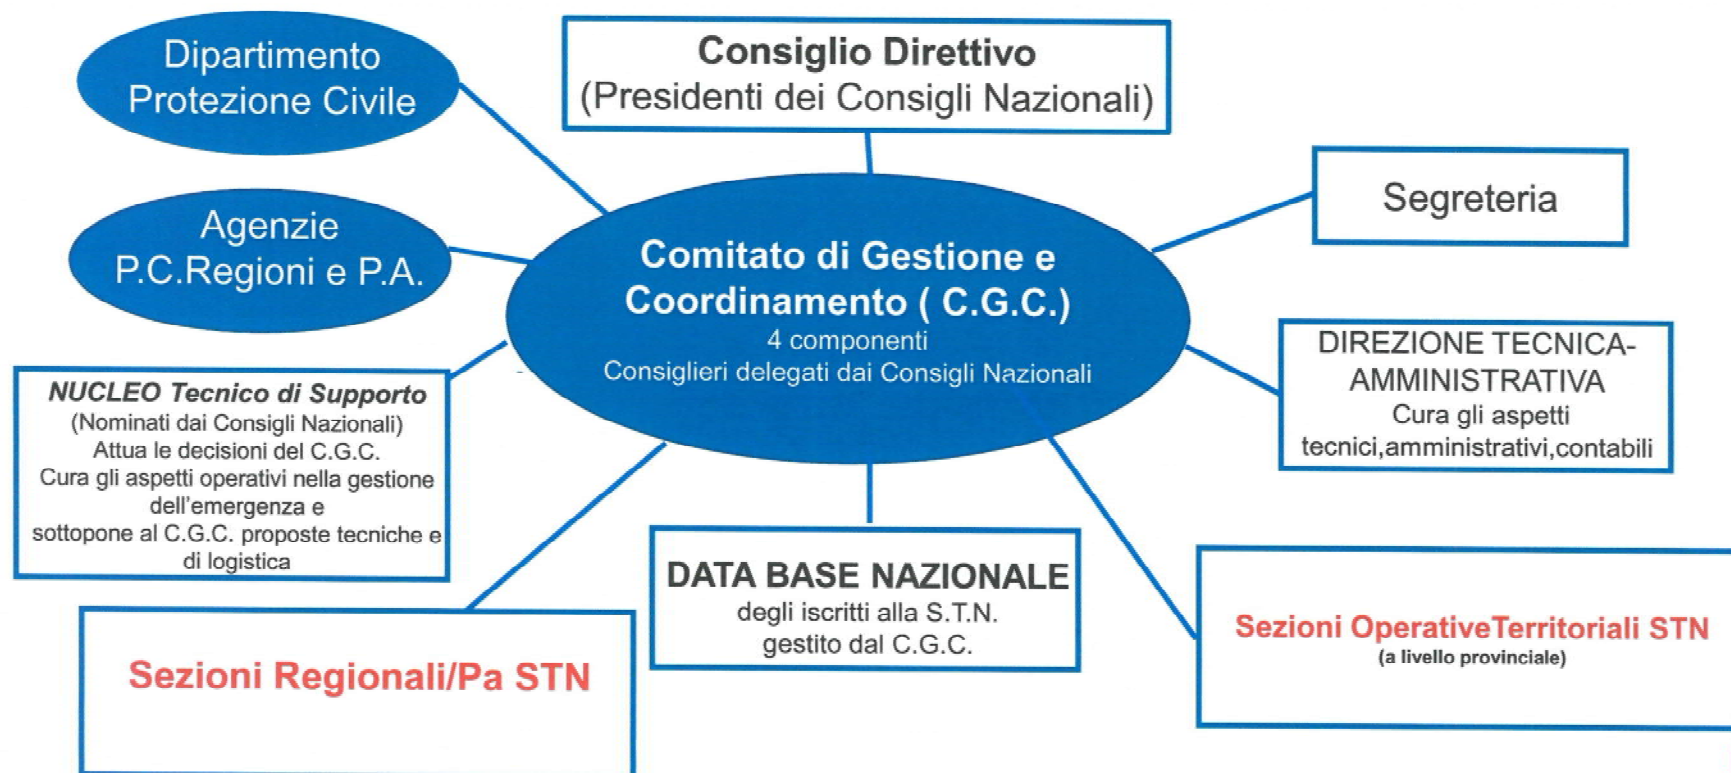 Dipartimento
Protezione Civile
Consiglio Direttivo
(Presidenti dei Consigli Nazionali)
Segreteria
Agenzie
P.C.Regioni e P.A.
Comitato di Gestione e
Coordinamento ( C.G.C.)
4 componenti
Consiglieri delegati dai Consigli Nazionali
DIREZIONE TECNICA-
AMMINISTRATIVA
Cura gli aspetti
tecnici,amministrativi,contabili
NUCLEO Tecnico di Supporto
(Nominati dai Consigli Nazionali)
Attua le decisioni del C.G.C.
Cura gli aspetti operativi nella gestione
dell'emergenza e
sottopone al C.G.C. proposte tecniche e
di logistica
DATA BASE NAZIONALE
degli iscritti alla S.T.N.
gestito dal C.G.C.
Sezioni OperativeTerritoriali STN
(a livello provinciale)
Sezioni Regionali/Pa STN